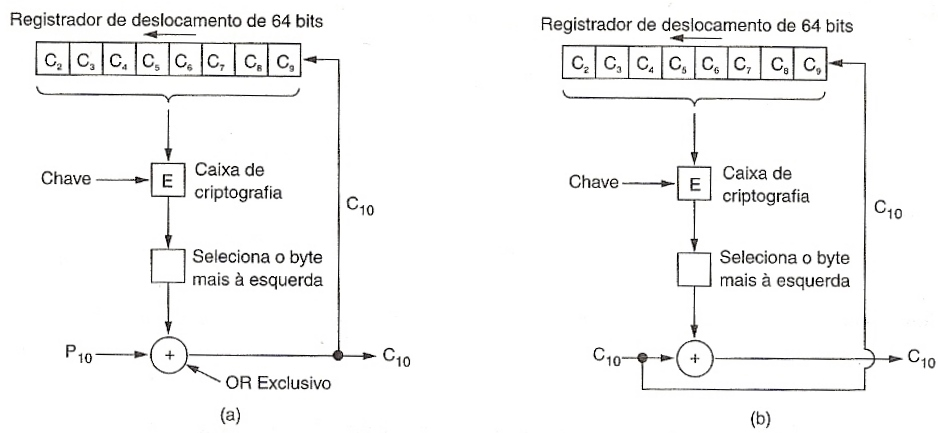 Registrador de deslocamento de 64 bits
C₂ C₃ C₄ C₅ C₆ C₇ C₈ C₉
Chave
E
Caixa de
criptografia
C₁₀
Seleciona o byte
mais à esquerda
P₁₀
+
C₁₀
OR Exclusivo
(a)
Registrador de deslocamento de 64 bits
C₂ C₃ C₄ C₅ C₆ C₇ C₈ C₉
Chave
E
Caixa de
criptografia
C₁₀
Seleciona o byte
mais à esquerda
C₁₀
+
C₁₀
(b)